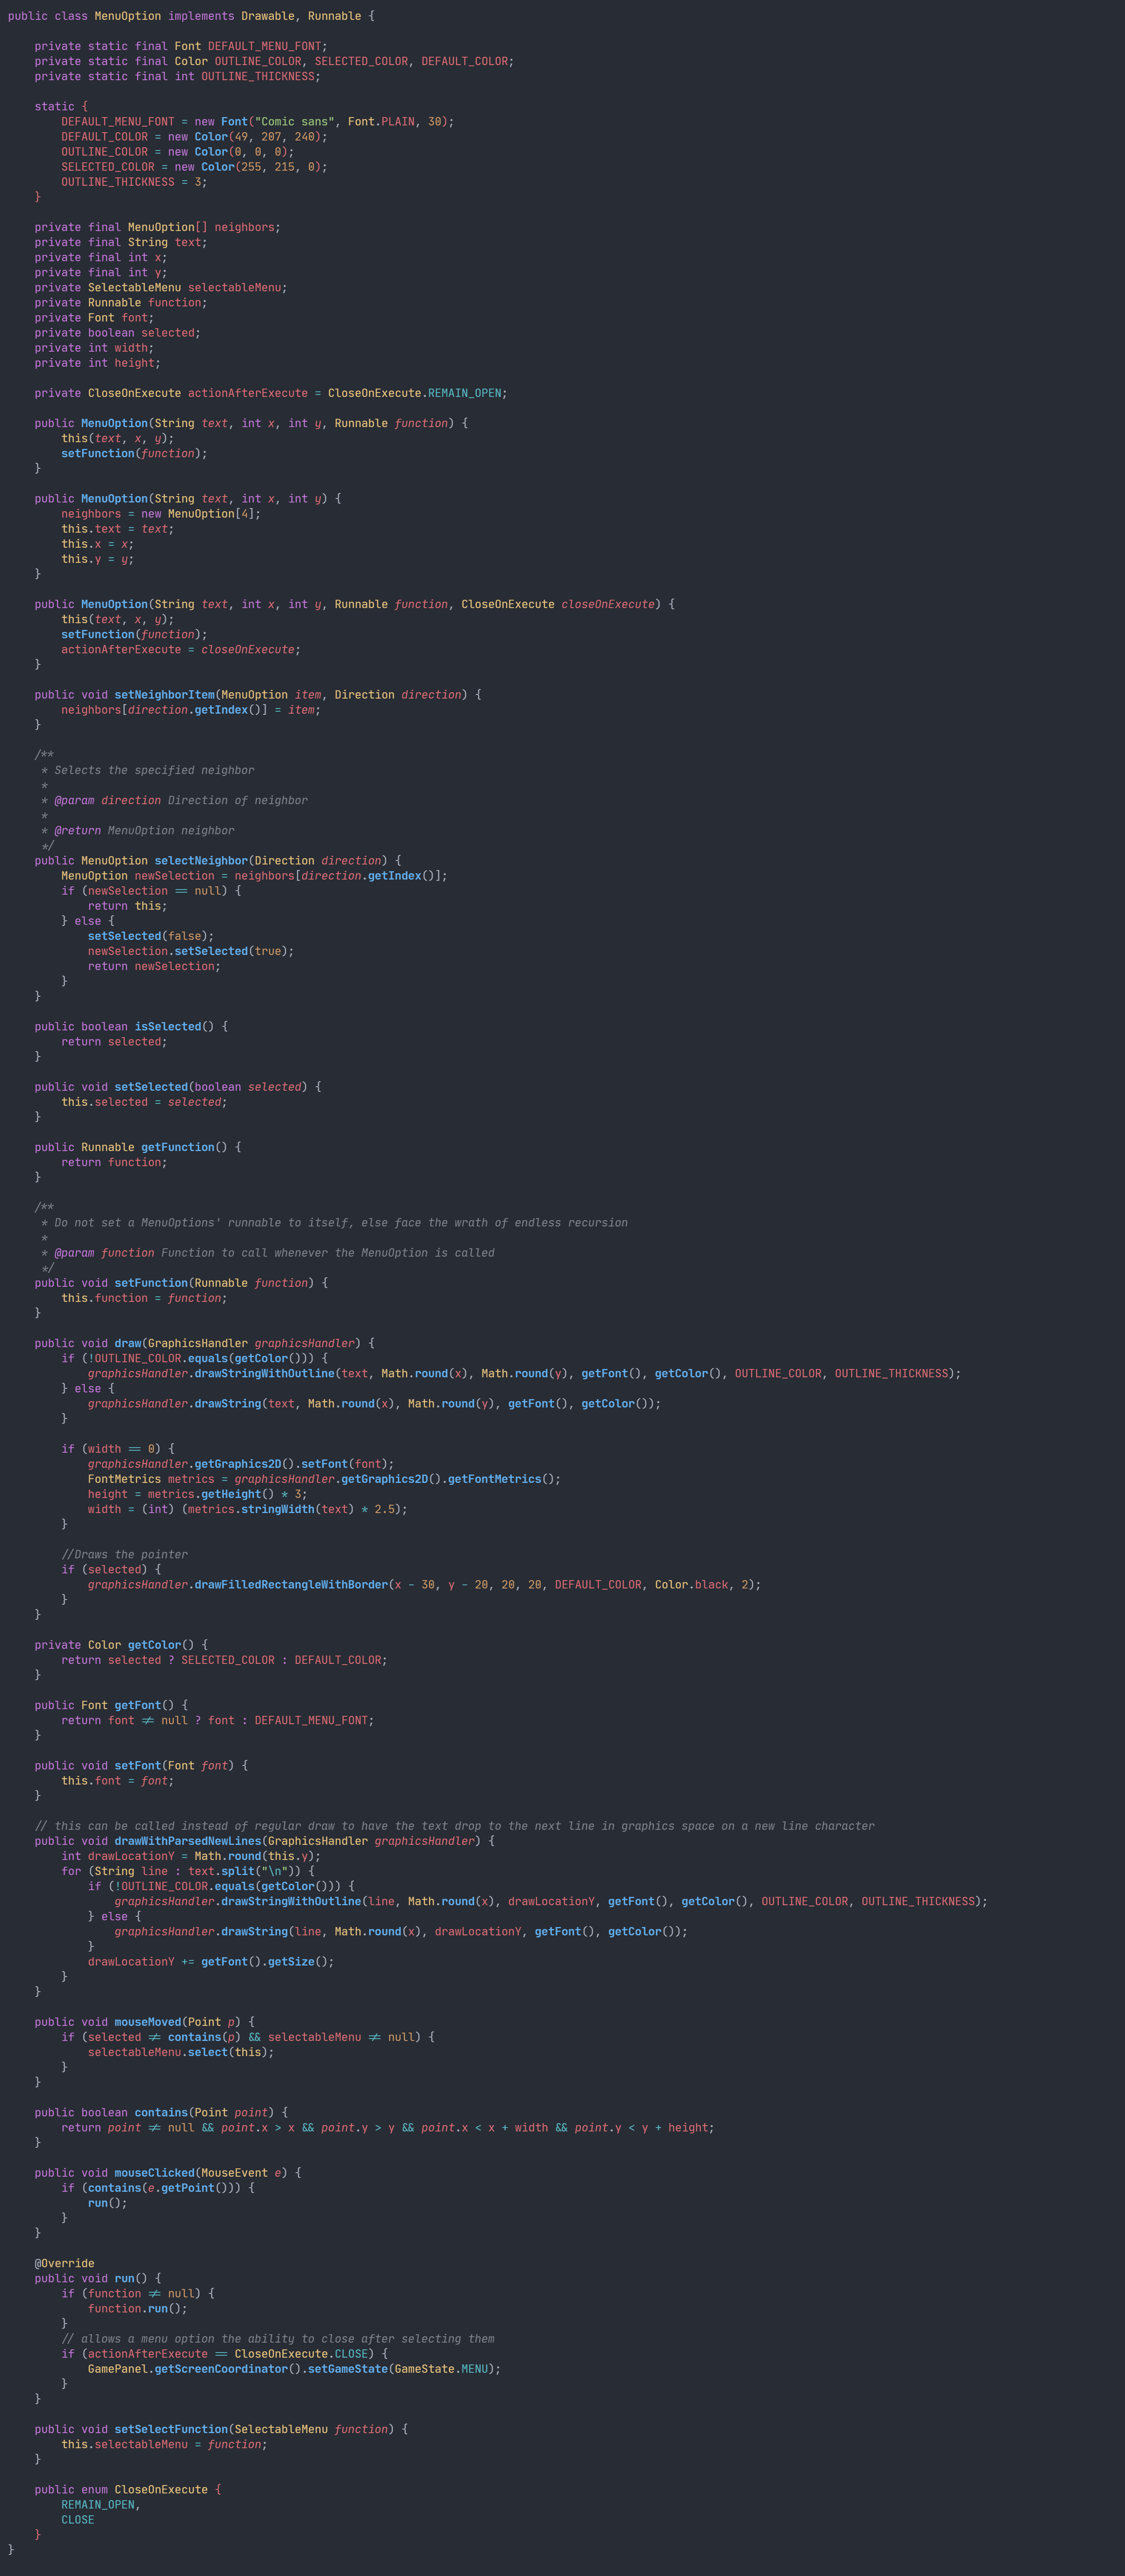 public class MenuOption implements Drawable, Runnable {

    private static final Font DEFAULT_MENU_FONT;
    private static final Color OUTLINE_COLOR, SELECTED_COLOR, DEFAULT_COLOR;
    private static final int OUTLINE_THICKNESS;

    static {
        DEFAULT_MENU_FONT = new Font("Comic sans", Font.PLAIN, 30);
        DEFAULT_COLOR = new Color(49, 207, 240);
        OUTLINE_COLOR = new Color(0, 0, 0);
        SELECTED_COLOR = new Color(255, 215, 0);
        OUTLINE_THICKNESS = 3;
    }

    private final MenuOption[] neighbors;
    private final String text;
    private final int x;
    private final int y;
    private SelectableMenu selectableMenu;
    private Runnable function;
    private Font font;
    private boolean selected;
    private int width;
    private int height;

    private CloseOnExecute actionAfterExecute = CloseOnExecute.REMAIN_OPEN;

    public MenuOption(String text, int x, int y, Runnable function) {
        this(text, x, y);
        setFunction(function);
    }

    public MenuOption(String text, int x, int y) {
        neighbors = new MenuOption[4];
        this.text = text;
        this.x = x;
        this.y = y;
    }

    public MenuOption(String text, int x, int y, Runnable function, CloseOnExecute closeOnExecute) {
        this(text, x, y);
        setFunction(function);
        actionAfterExecute = closeOnExecute;
    }

    public void setNeighborItem(MenuOption item, Direction direction) {
        neighbors[direction.getIndex()] = item;
    }

    /**
     * Selects the specified neighbor
     *
     * @param direction Direction of neighbor
     *
     * @return MenuOption neighbor
     */
    public MenuOption selectNeighbor(Direction direction) {
        MenuOption newSelection = neighbors[direction.getIndex()];
        if (newSelection == null) {
            return this;
        } else {
            setSelected(false);
            newSelection.setSelected(true);
            return newSelection;
        }
    }

    public boolean isSelected() {
        return selected;
    }

    public void setSelected(boolean selected) {
        this.selected = selected;
    }

    public Runnable getFunction() {
        return function;
    }

    /**
     * Do not set a MenuOptions' runnable to itself, else face the wrath of endless recursion
     *
     * @param function Function to call whenever the MenuOption is called
     */
    public void setFunction(Runnable function) {
        this.function = function;
    }

    public void draw(GraphicsHandler graphicsHandler) {
        if (!OUTLINE_COLOR.equals(getColor())) {
            graphicsHandler.drawStringWithOutline(text, Math.round(x), Math.round(y), getFont(), getColor(), OUTLINE_COLOR, OUTLINE_THICKNESS);
        } else {
            graphicsHandler.drawString(text, Math.round(x), Math.round(y), getFont(), getColor());
        }

        if (width == 0) {
            graphicsHandler.getGraphics2D().setFont(font);
            FontMetrics metrics = graphicsHandler.getGraphics2D().getFontMetrics();
            height = metrics.getHeight() * 3;
            width = (int) (metrics.stringWidth(text) * 2.5);
        }

        //Draws the pointer
        if (selected) {
            graphicsHandler.drawFilledRectangleWithBorder(x - 30, y - 20, 20, 20, DEFAULT_COLOR, Color.black, 2);
        }
    }

    private Color getColor() {
        return selected ? SELECTED_COLOR : DEFAULT_COLOR;
    }

    public Font getFont() {
        return font != null ? font : DEFAULT_MENU_FONT;
    }

    public void setFont(Font font) {
        this.font = font;
    }

    // this can be called instead of regular draw to have the text drop to the next line in graphics space on a new line character
    public void drawWithParsedNewLines(GraphicsHandler graphicsHandler) {
        int drawLocationY = Math.round(this.y);
        for (String line : text.split("\n")) {
            if (!OUTLINE_COLOR.equals(getColor())) {
                graphicsHandler.drawStringWithOutline(line, Math.round(x), drawLocationY, getFont(), getColor(), OUTLINE_COLOR, OUTLINE_THICKNESS);
            } else {
                graphicsHandler.drawString(line, Math.round(x), drawLocationY, getFont(), getColor());
            }
            drawLocationY += getFont().getSize();
        }
    }

    public void mouseMoved(Point p) {
        if (selected != contains(p) && selectableMenu != null) {
            selectableMenu.select(this);
        }
    }

    public boolean contains(Point point) {
        return point != null && point.x > x && point.y > y && point.x < x + width && point.y < y + height;
    }

    public void mouseClicked(MouseEvent e) {
        if (contains(e.getPoint())) {
            run();
        }
    }

    @Override
    public void run() {
        if (function != null) {
            function.run();
        }
        // allows a menu option the ability to close after selecting them
        if (actionAfterExecute == CloseOnExecute.CLOSE) {
            GamePanel.getScreenCoordinator().setGameState(GameState.MENU);
        }
    }

    public void setSelectFunction(SelectableMenu function) {
        this.selectableMenu = function;
    }

    public enum CloseOnExecute {
        REMAIN_OPEN,
        CLOSE
    }
}